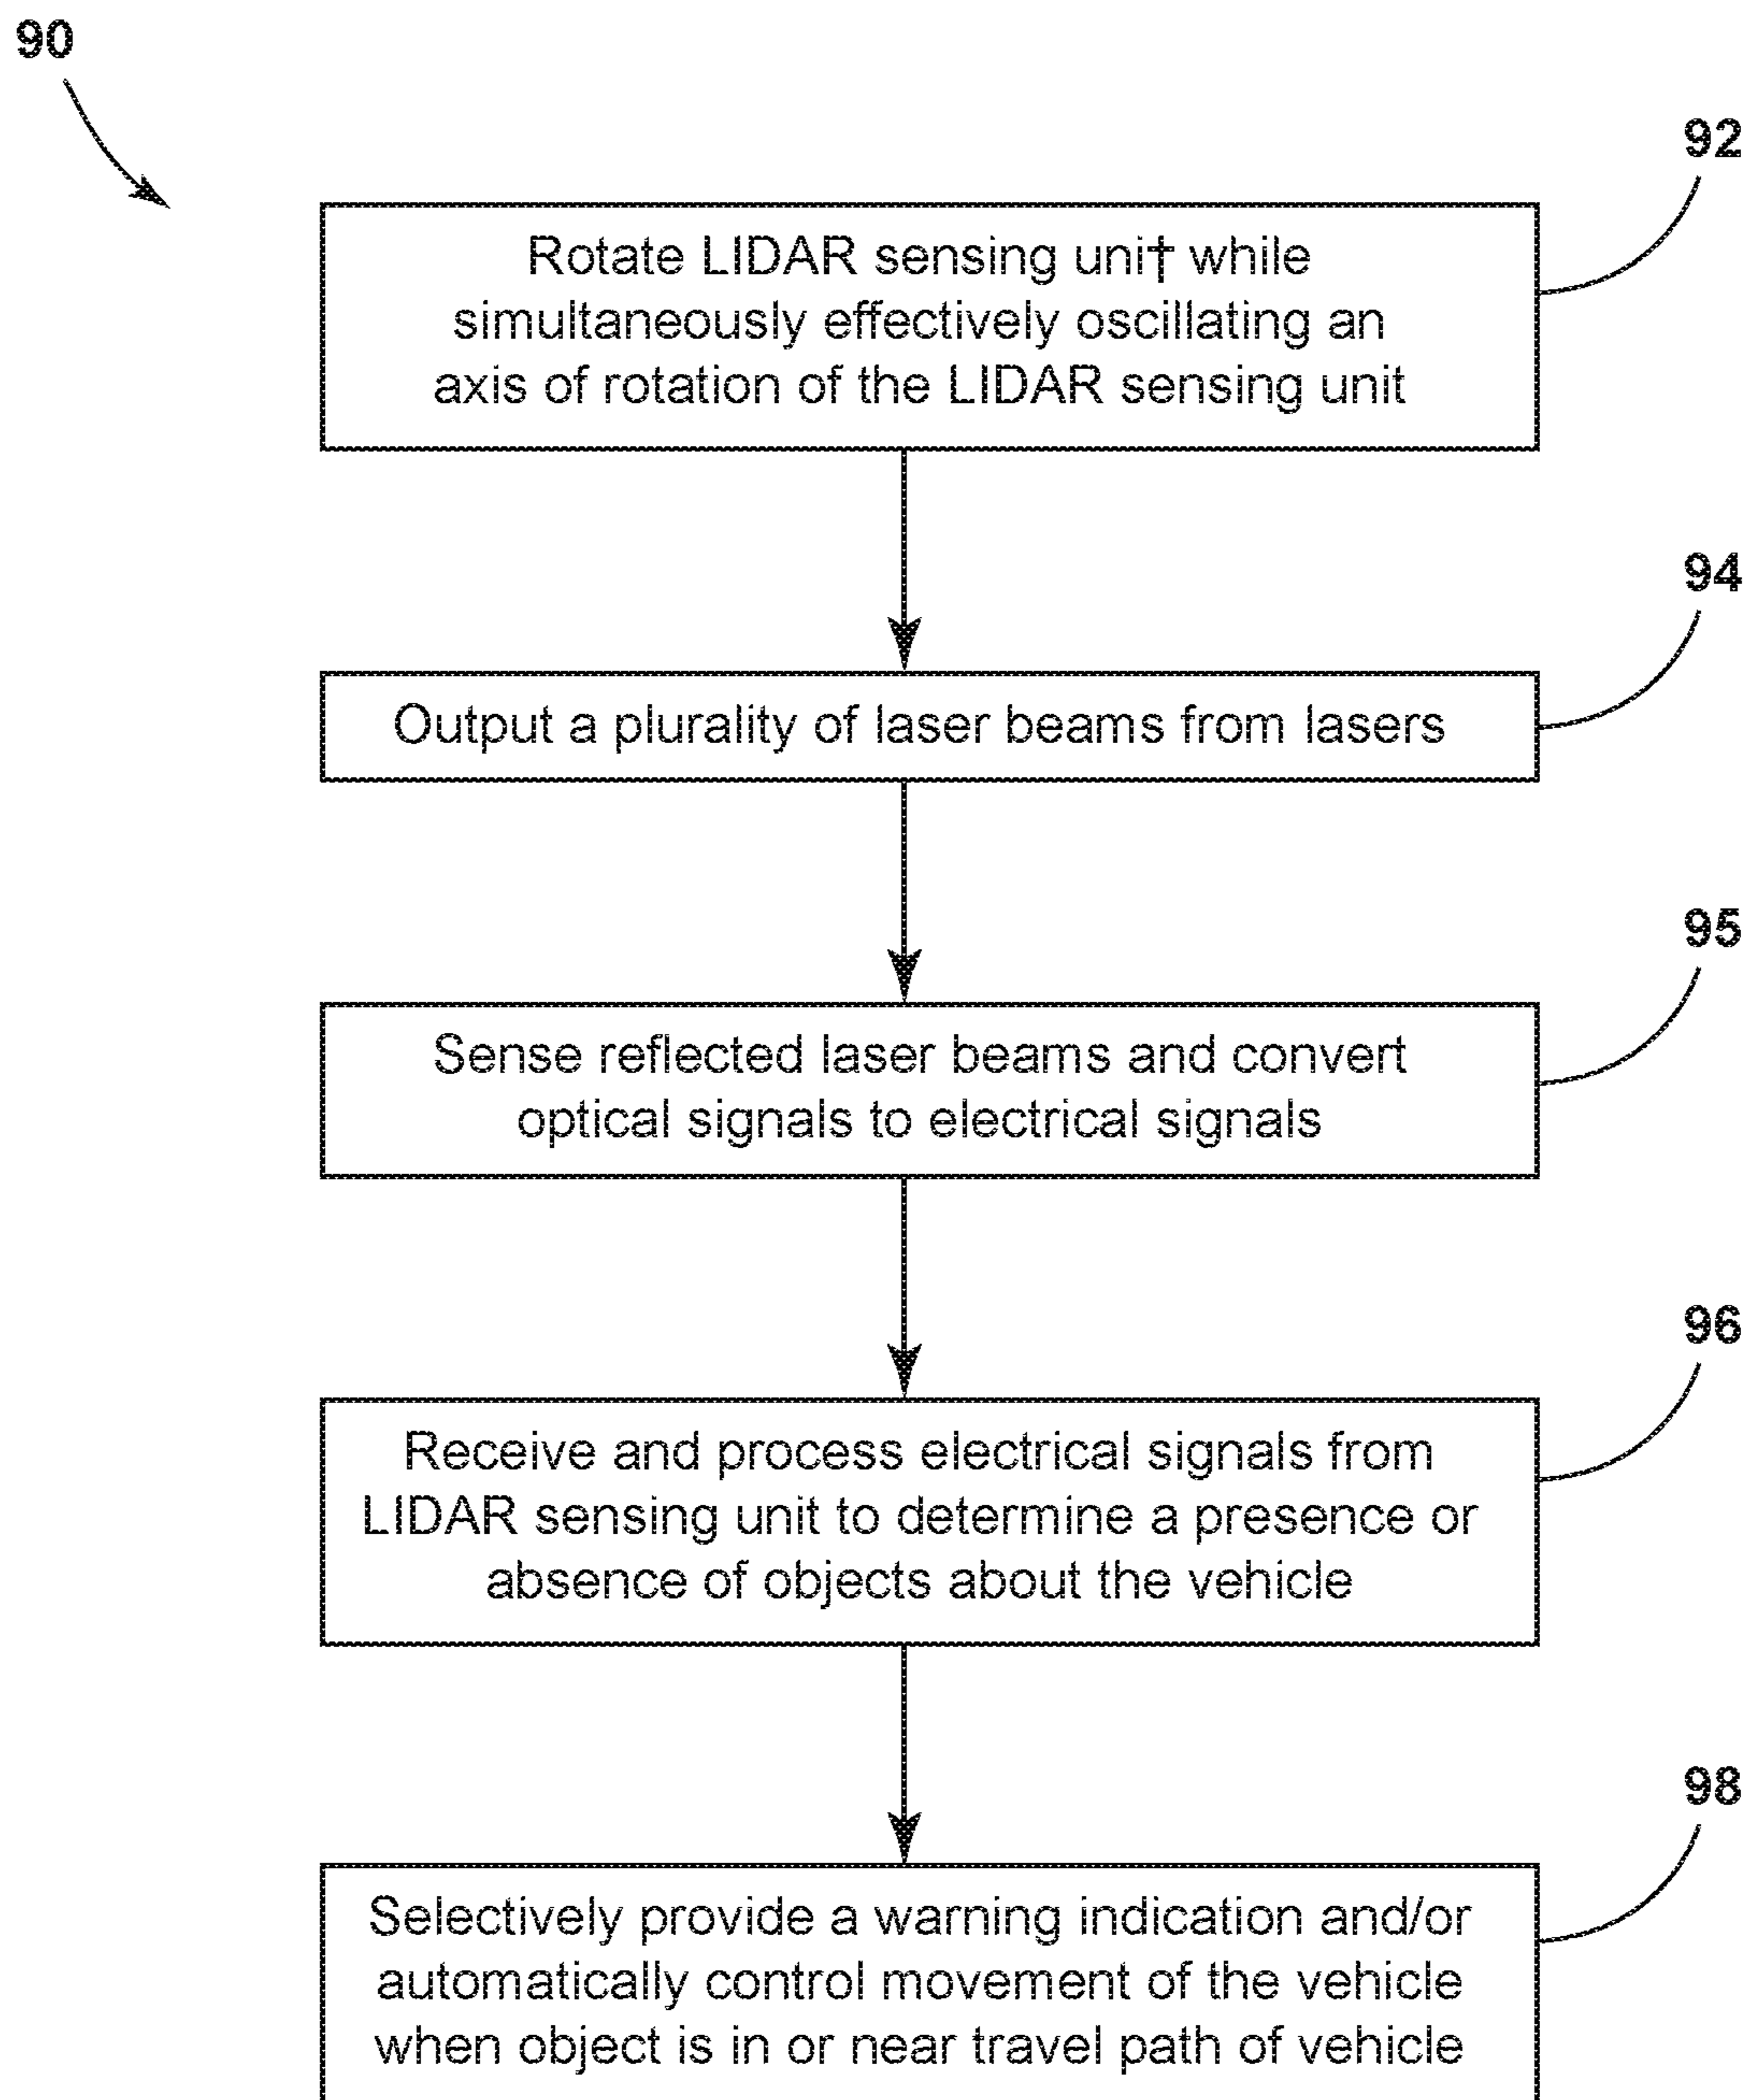 90
92
Rotate LIDAR sensing uni† while
simultaneously effectively oscillating an
axis of rotation of the LIDAR sensing unit
94
Output a plurality of laser beams from lasers
95
Sense reflected laser beams and convert
optical signals to electrical signals
96
Receive and process electrical signals from
LIDAR sensing unit to determine a presence or
absence of objects about the vehicle
98
Selectively provide a warning indication and/or
automatically control movement of the vehicle
when object is in or near travel path of vehicle